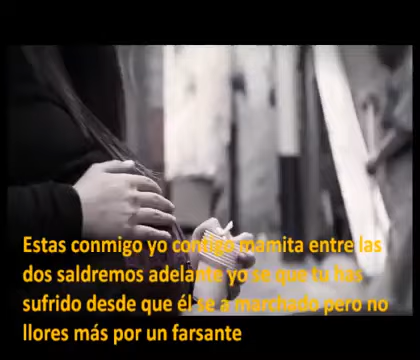 Estas conmigo yo contigo mamita entre las
dos saldremos adelante yo se que tu has
sufrido desde que él se a marchado pero no
llores más por un farsante